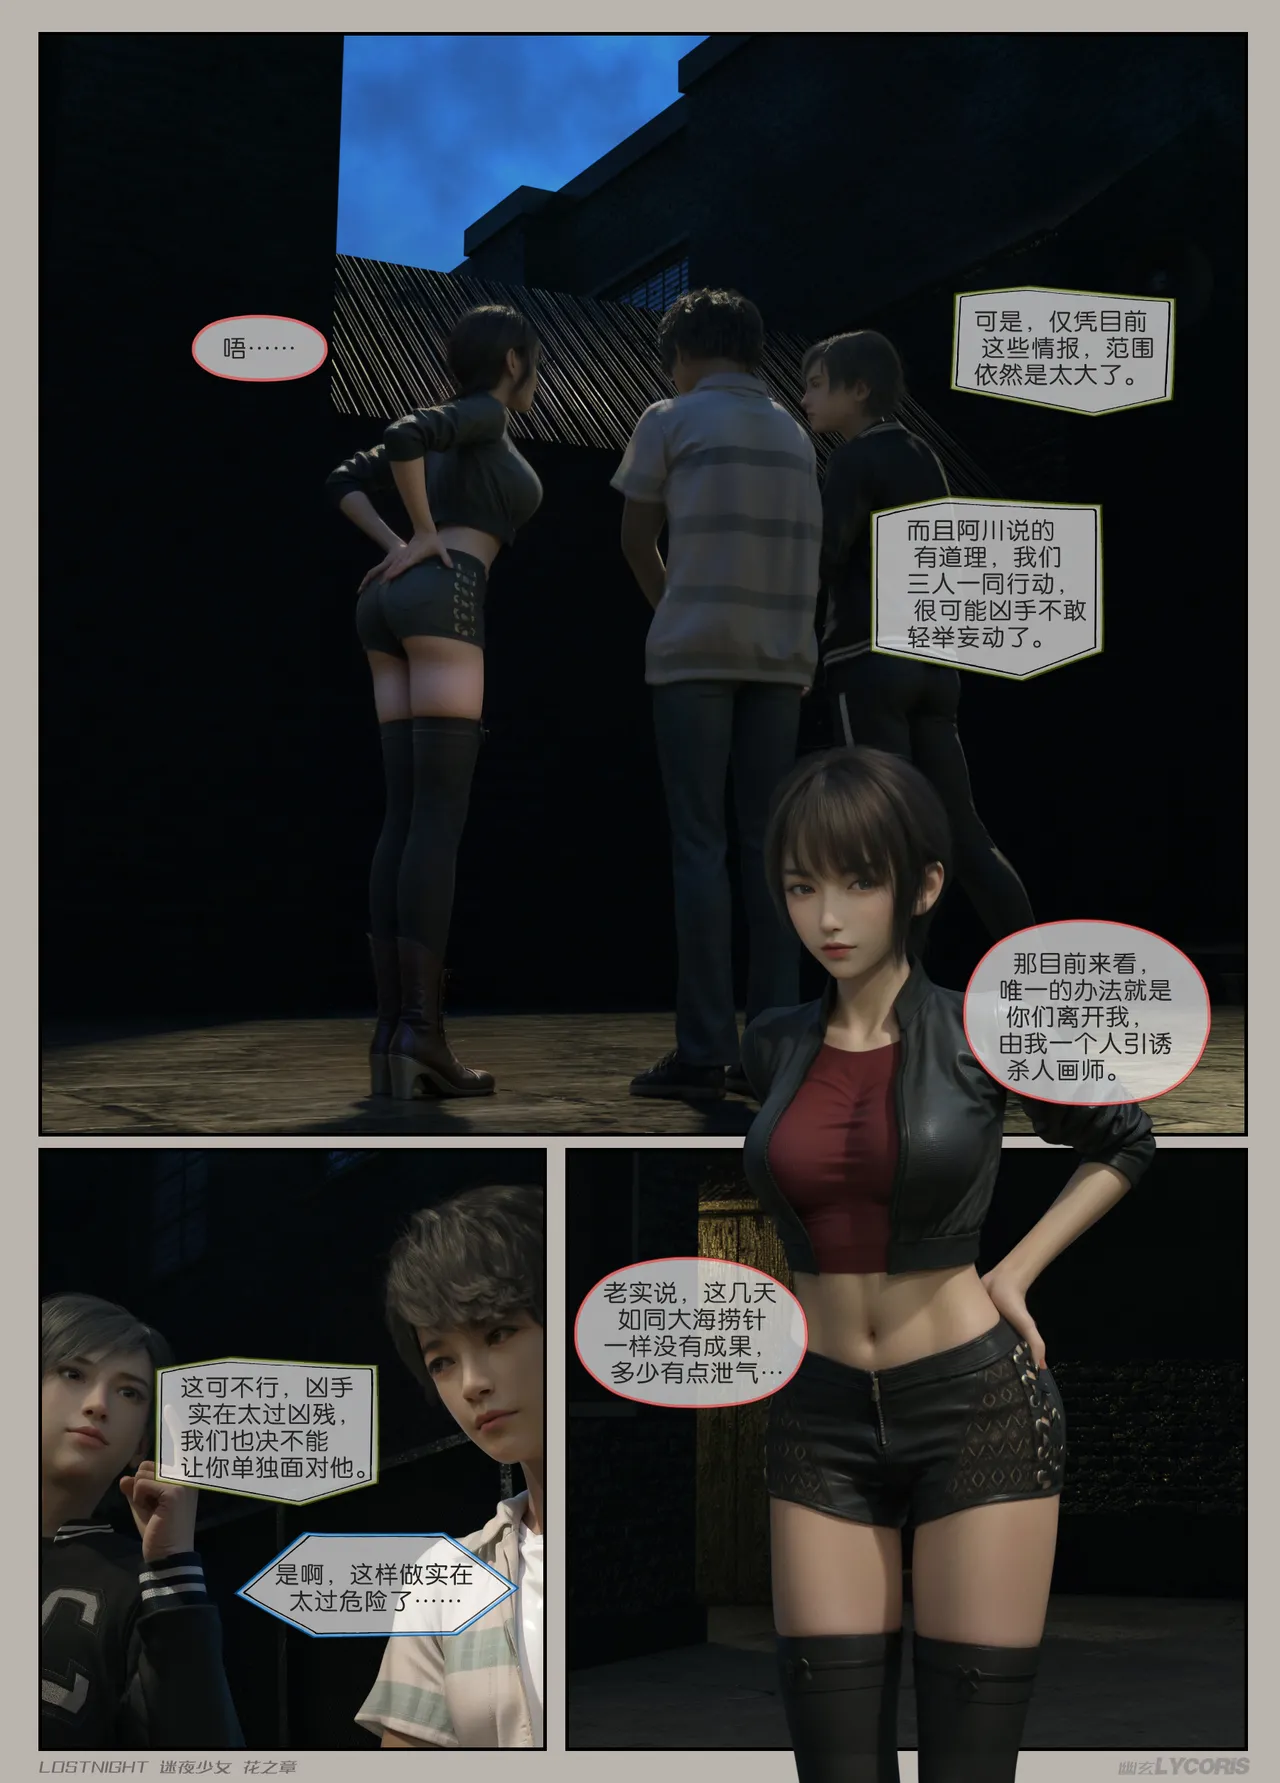 唔……
可是，仅凭目前
这些情报，范围
依然是太大了。
而且阿川说的
有道理，我们
三人一同行动，
很可能凶手不敢
轻举妄动了。
那目前来看，
唯一的办法就是
你们离开我，
由我一个人引诱
杀人画师。
这可不行，凶手
实在太过凶残，
我们也决不能
让你单独面对他。
是啊，这样做实在
太过危险了……
老实说，这几天
如同大海捞针
一样没有成果，
多少有点泄气…
LOSTNIGHT 迷夜少女 花之章
幽玄LYCORIS